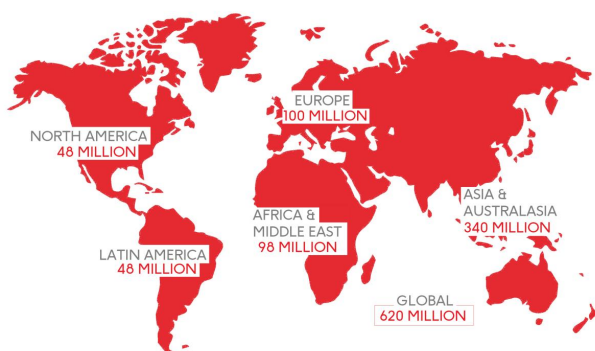 EUROPE
100 MILLION
NORTH AMERICA
48 MILLION
ASIA &
AUSTRALASIA
340 MILLION
AFRICA &
MIDDLE EAST
98 MILLION
LATIN AMERICA
48 MILLION
GLOBAL
620 MILLION